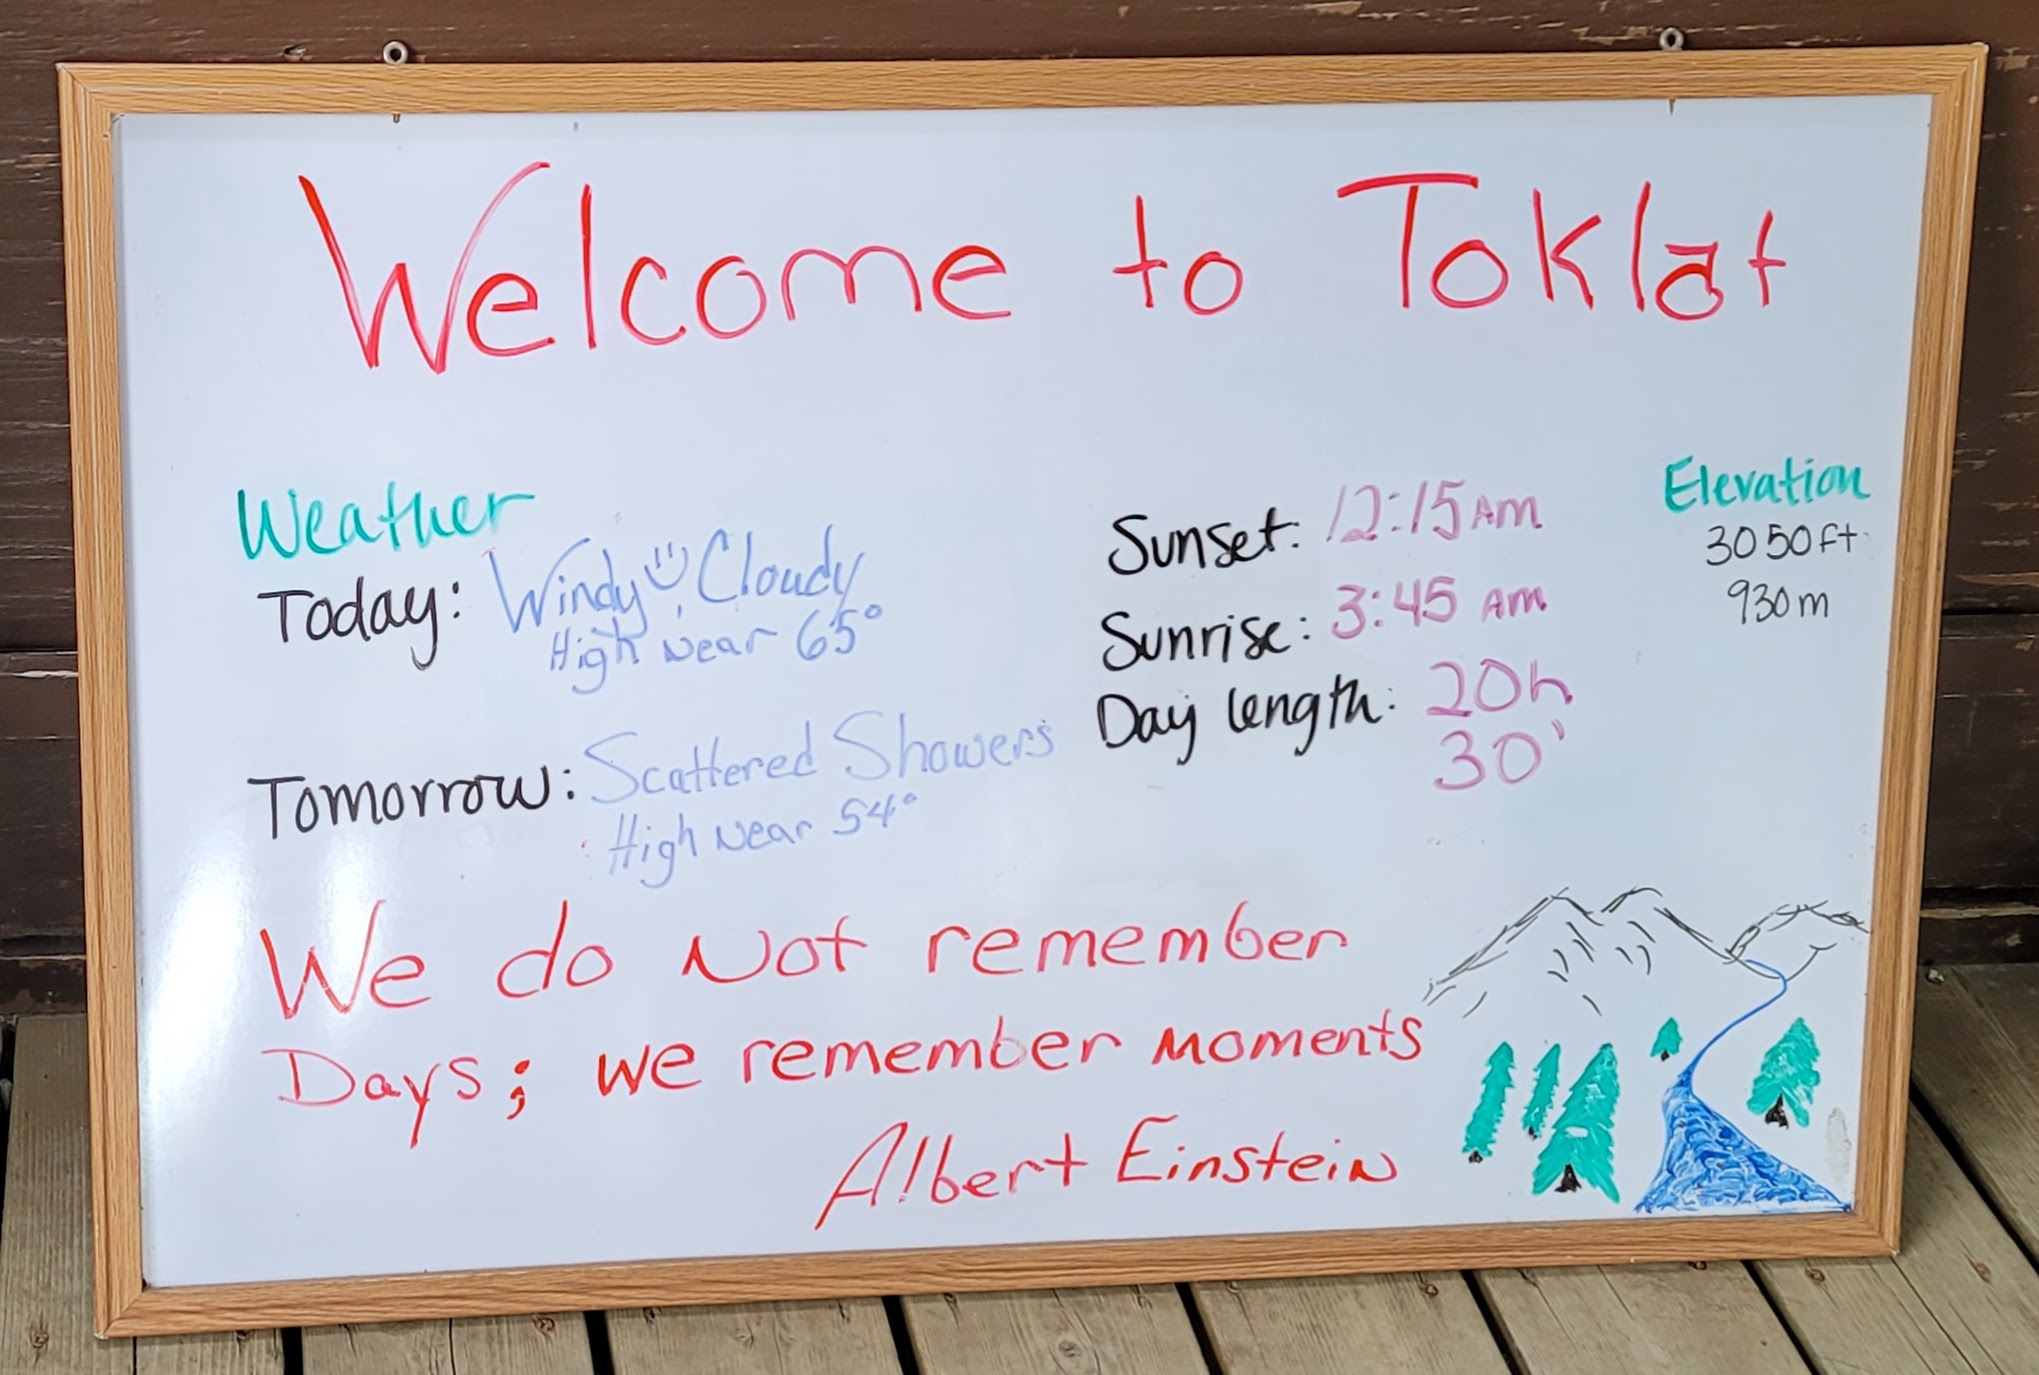 Welcome to Toklat
Weather
Today: Windy Cloudy
High Near 65°
Tomorrow: Scattered Showers
High Near 54°
Sunset: 12:15 AM
Sunrise: 3:45 AM
Day length: 20h
30'
Elevation
3050 ft.
930 m
We do Not remember
Days; we remember moments
Albert Einstein